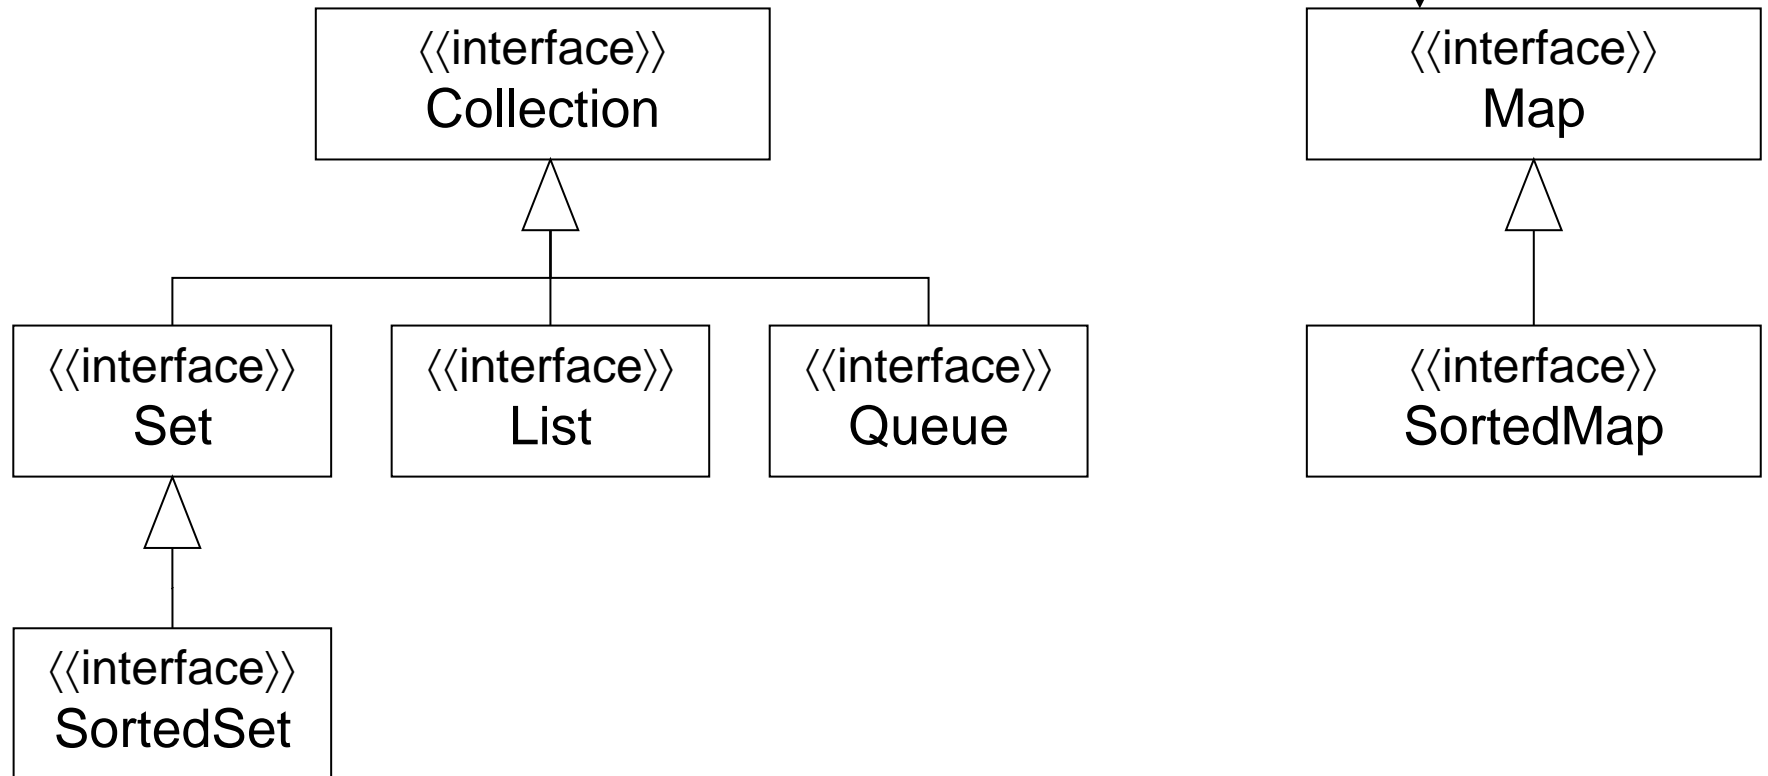 〈〈interface〉〉
Collection
〈〈interface〉〉
Map
〈〈interface〉〉
Set
〈〈interface〉〉
List
〈〈interface〉〉
Queue
〈〈interface〉〉
SortedMap
〈〈interface〉〉
SortedSet